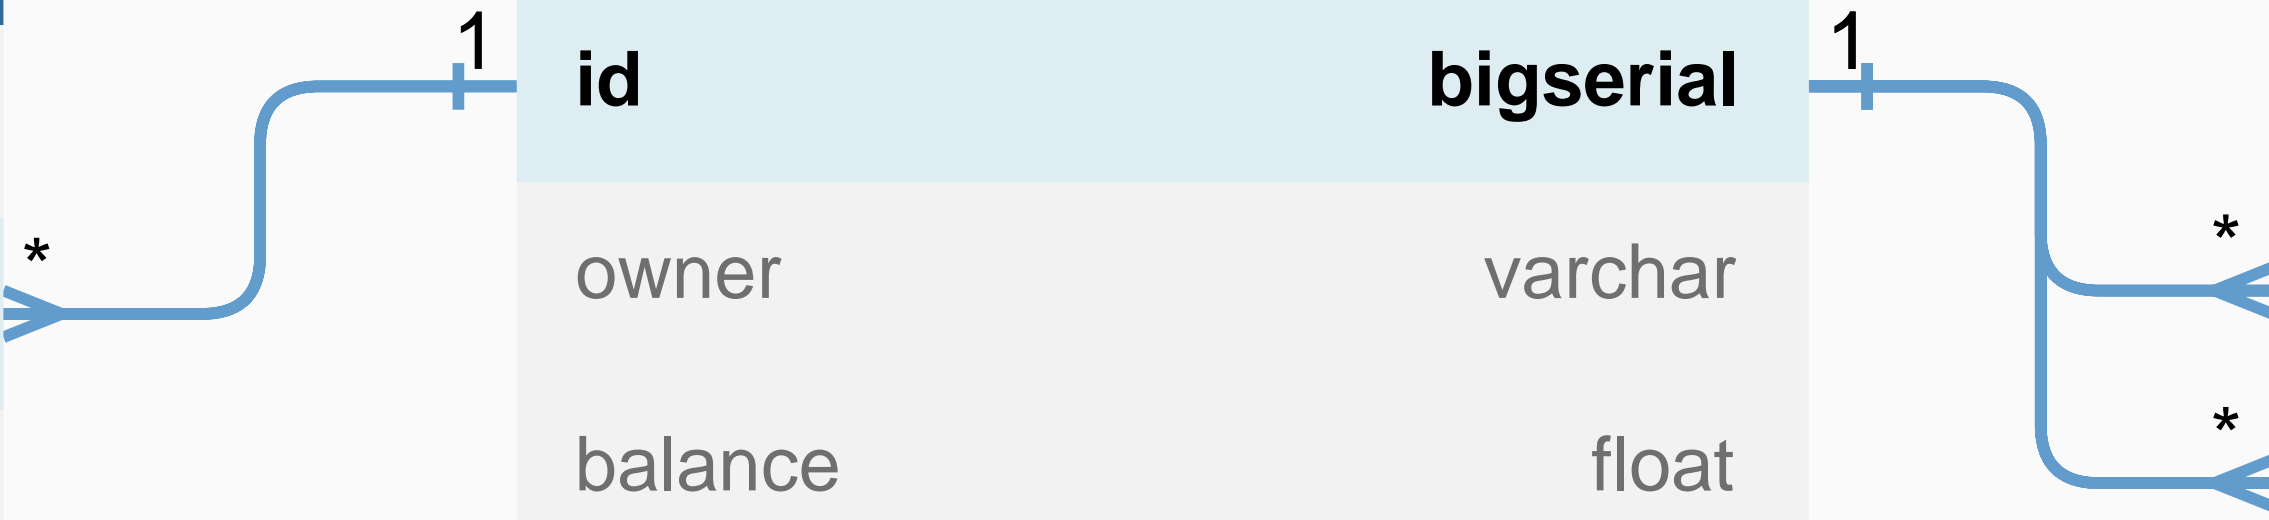 1 id bigserial 1
* owner varchar *
balance float *